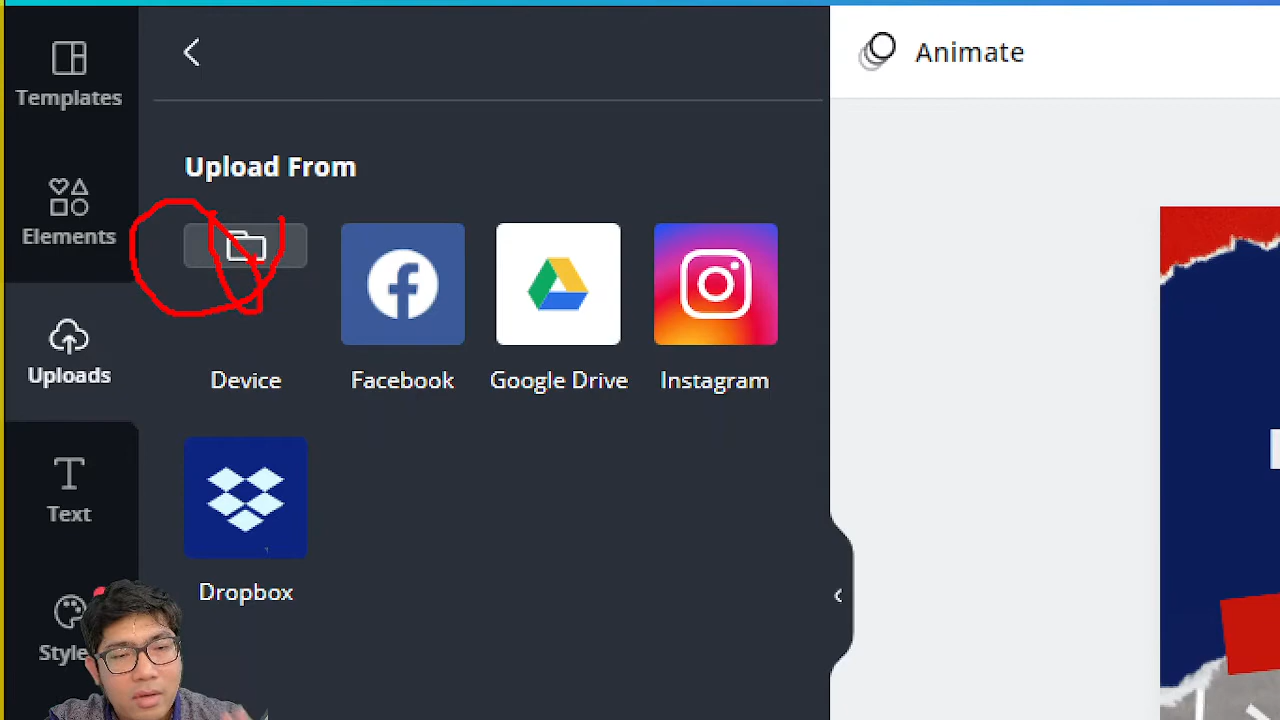 Templates
Animate
Upload From
Elements
Uploads
Device
Facebook
Google Drive
Instagram
Text
Dropbox
Style